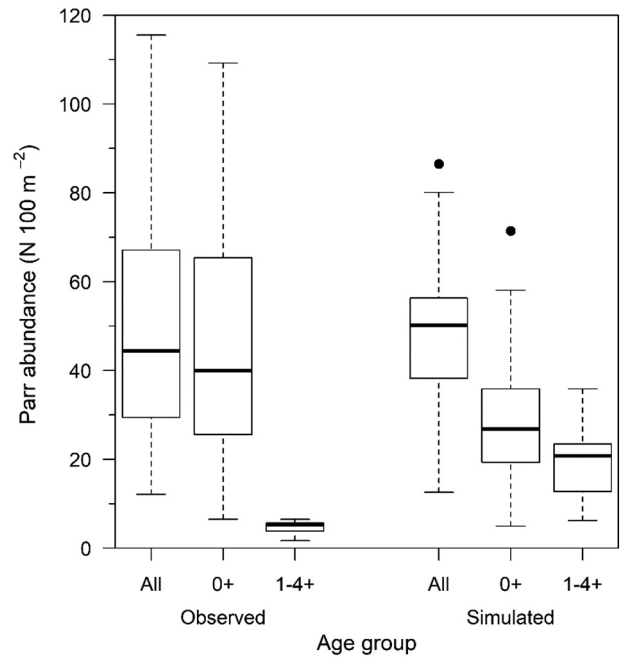 Parr abundance (N 100 m −2)
120
100
80
60
40
20
0
All 0+ 1-4+ All 0+ 1-4+
Observed Simulated
Age group